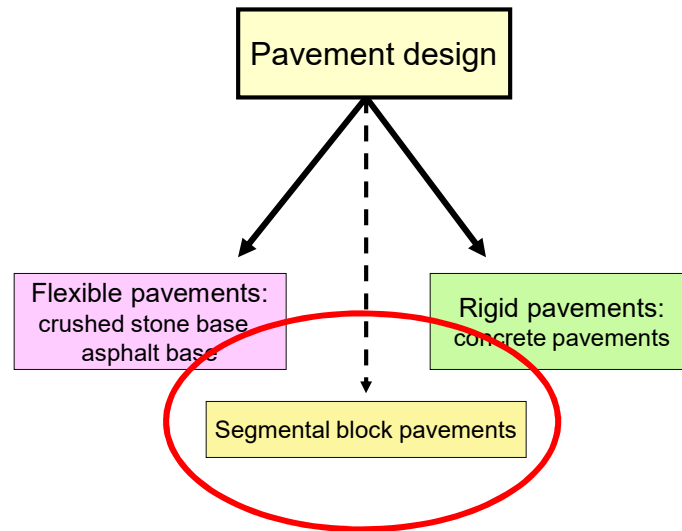 Pavement design
Flexible pavements:
crushed stone base
asphalt base
Rigid pavements:
concrete pavements
Segmental block pavements